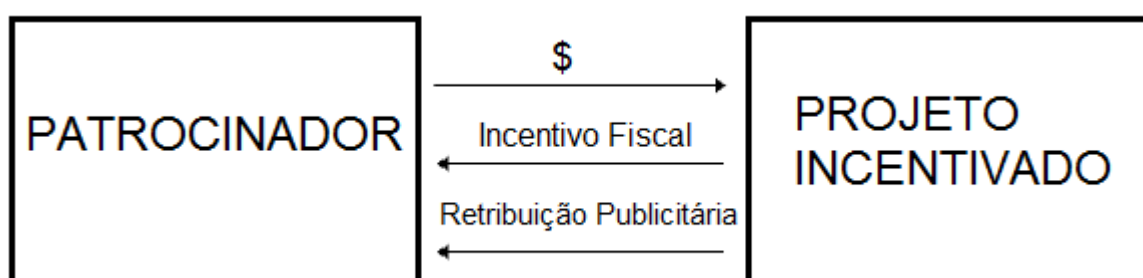 PATROCINADOR
$
Incentivo Fiscal
Retribuição Publicitária
PROJETO
INCENTIVADO